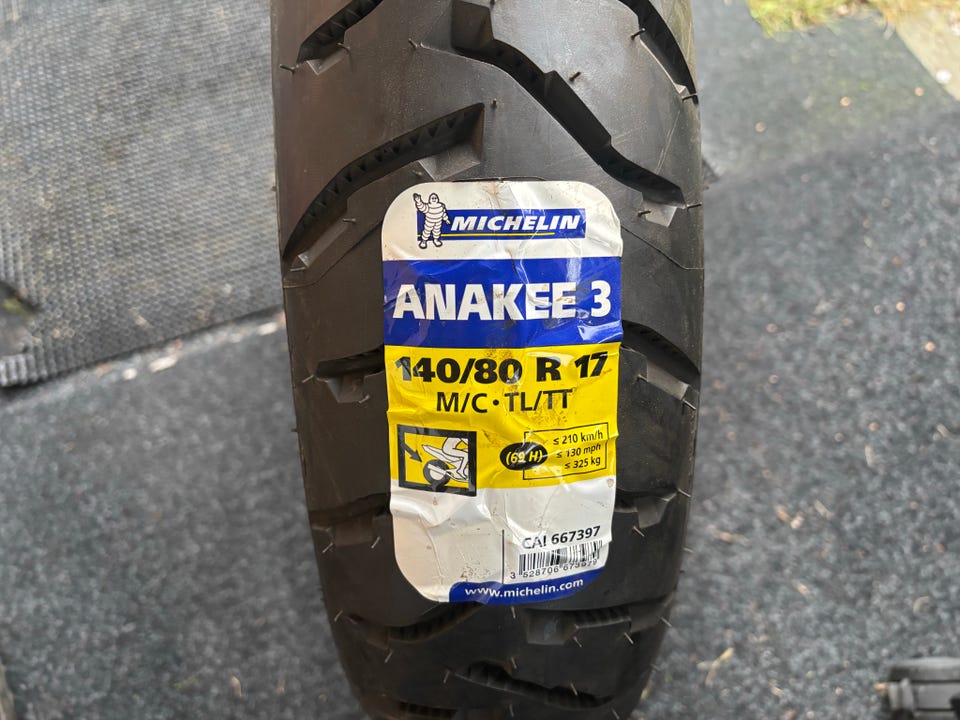 MICHELIN
ANAKEE 3
140/80 R 17
M/C • TL/TT
(69 H)
≤ 210 km/h
≤ 130 mph
≤ 325 kg
CAI 667397
www.michelin.com